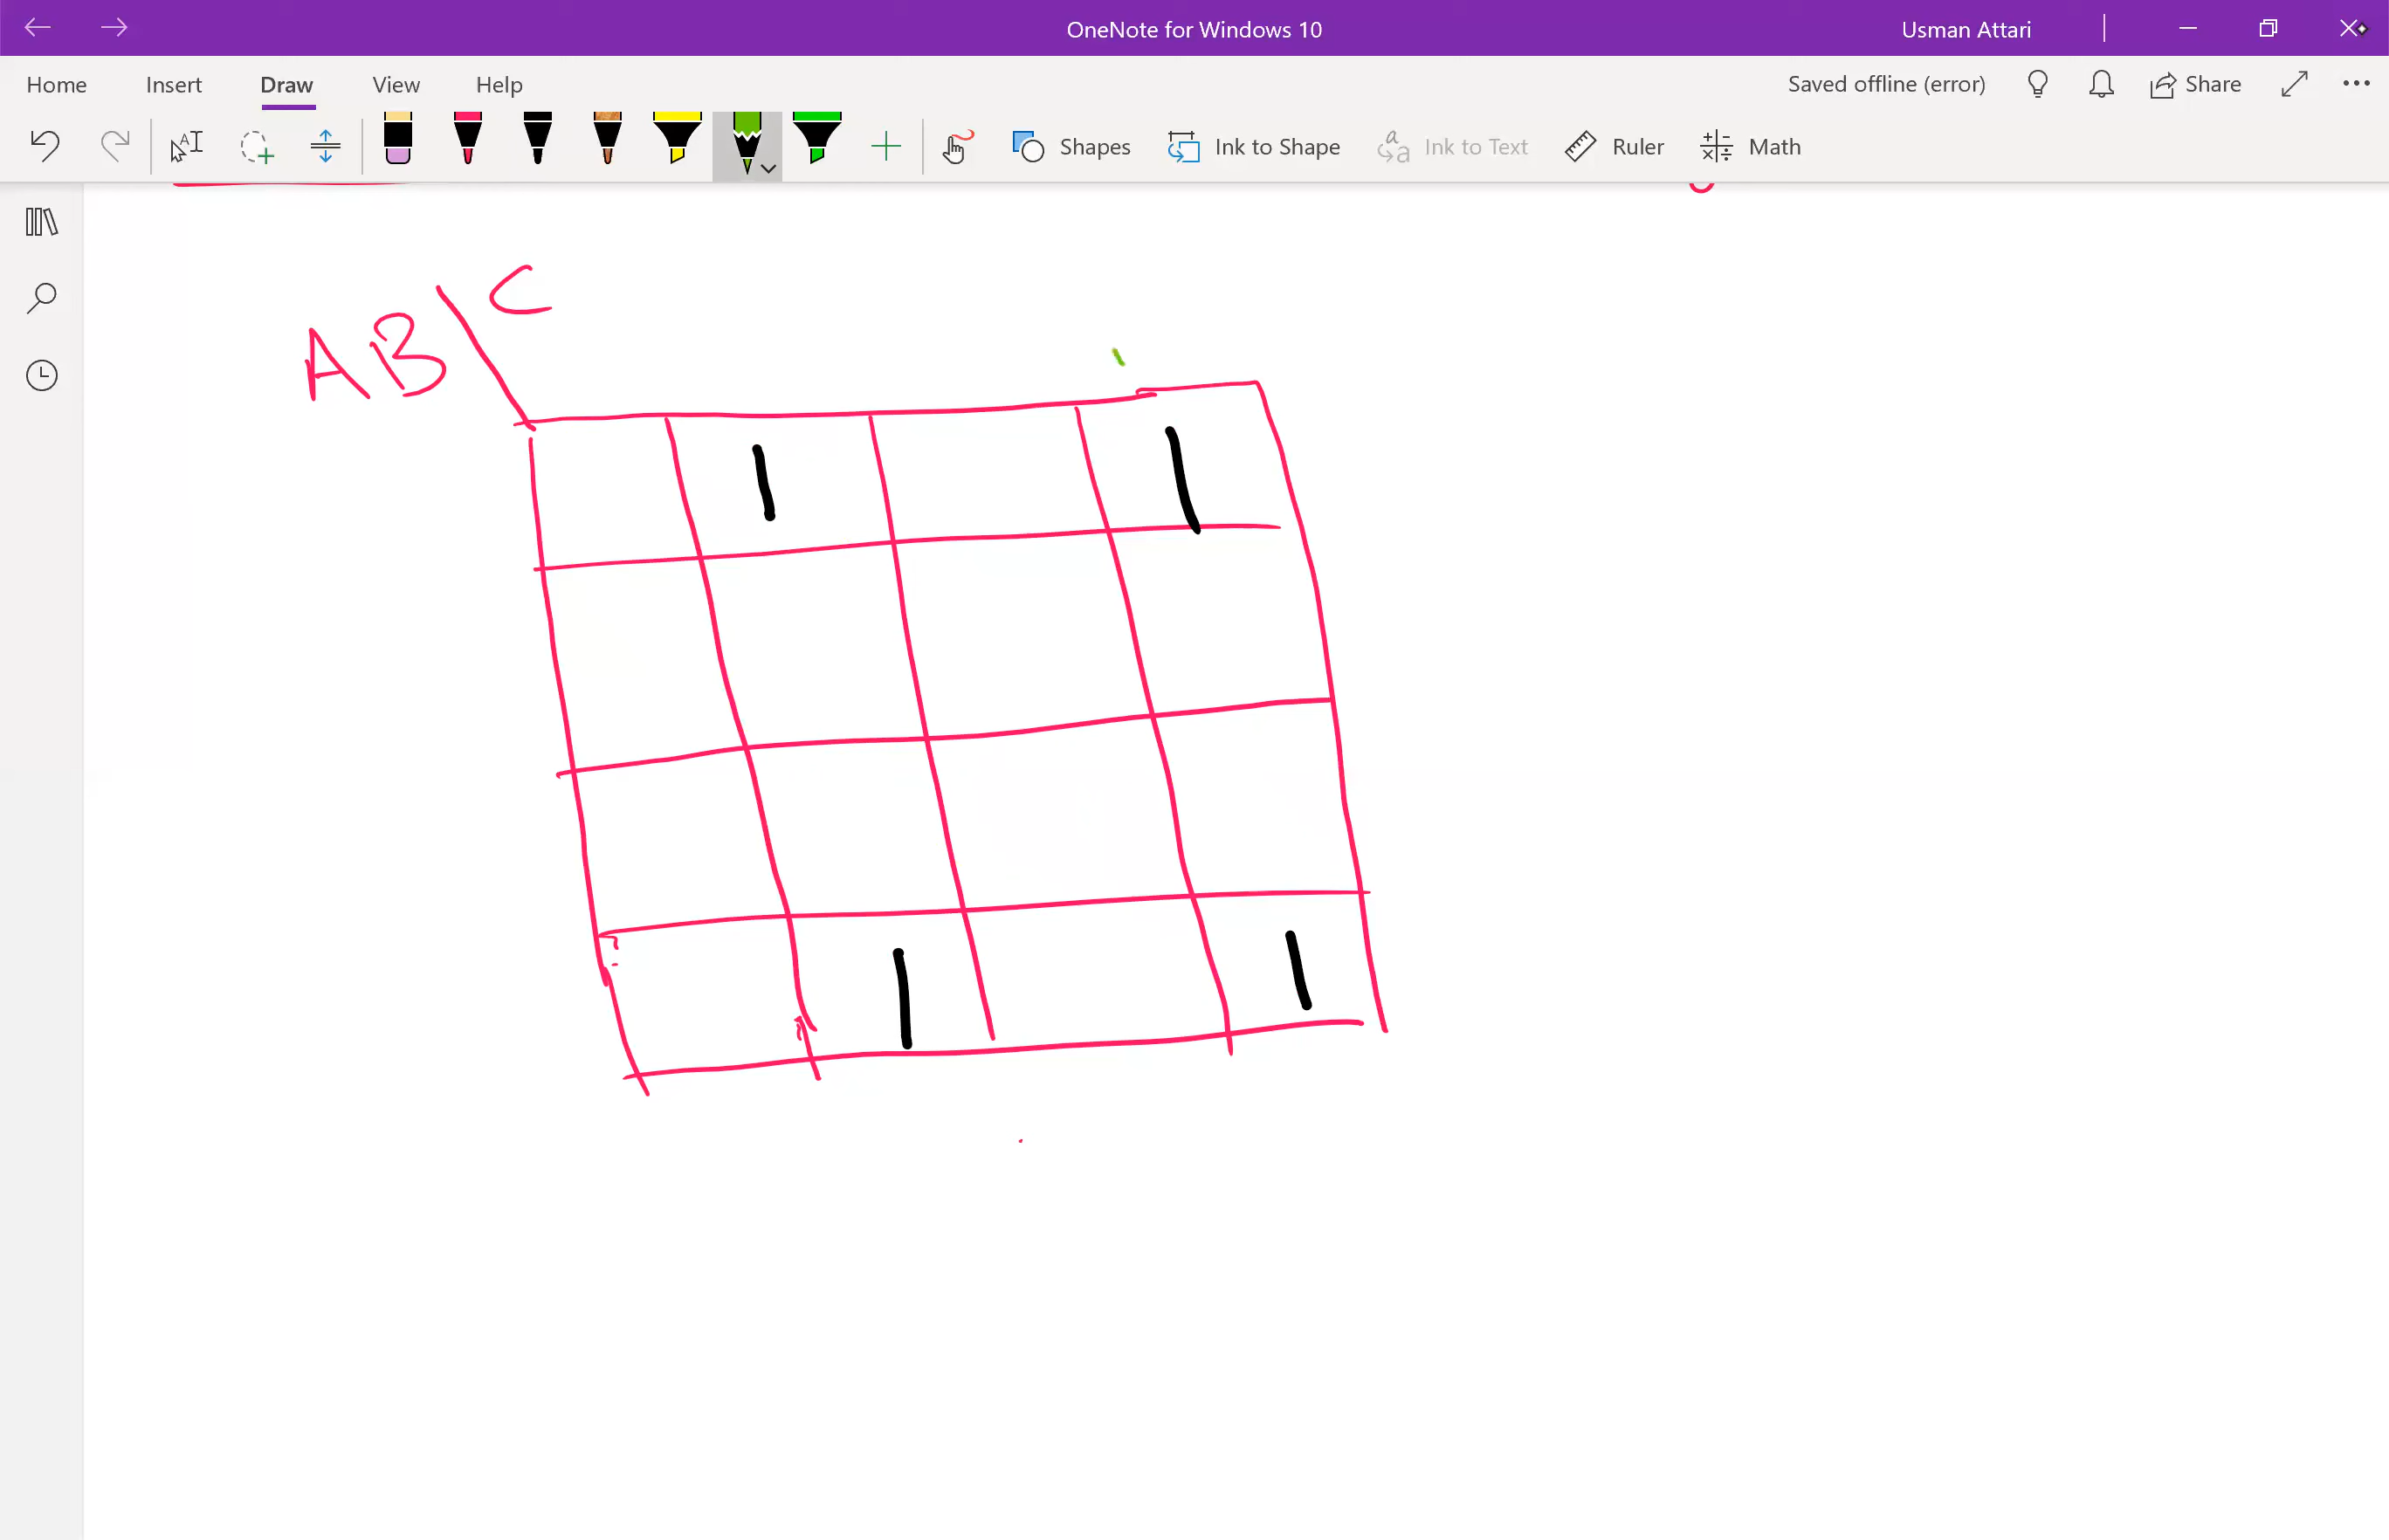 OneNote for Windows 10 Usman Attari
Home Insert Draw View Help Saved offline (error) Share
Shapes Ink to Shape Ink to Text Ruler Math
AB\C
1 1
1 1